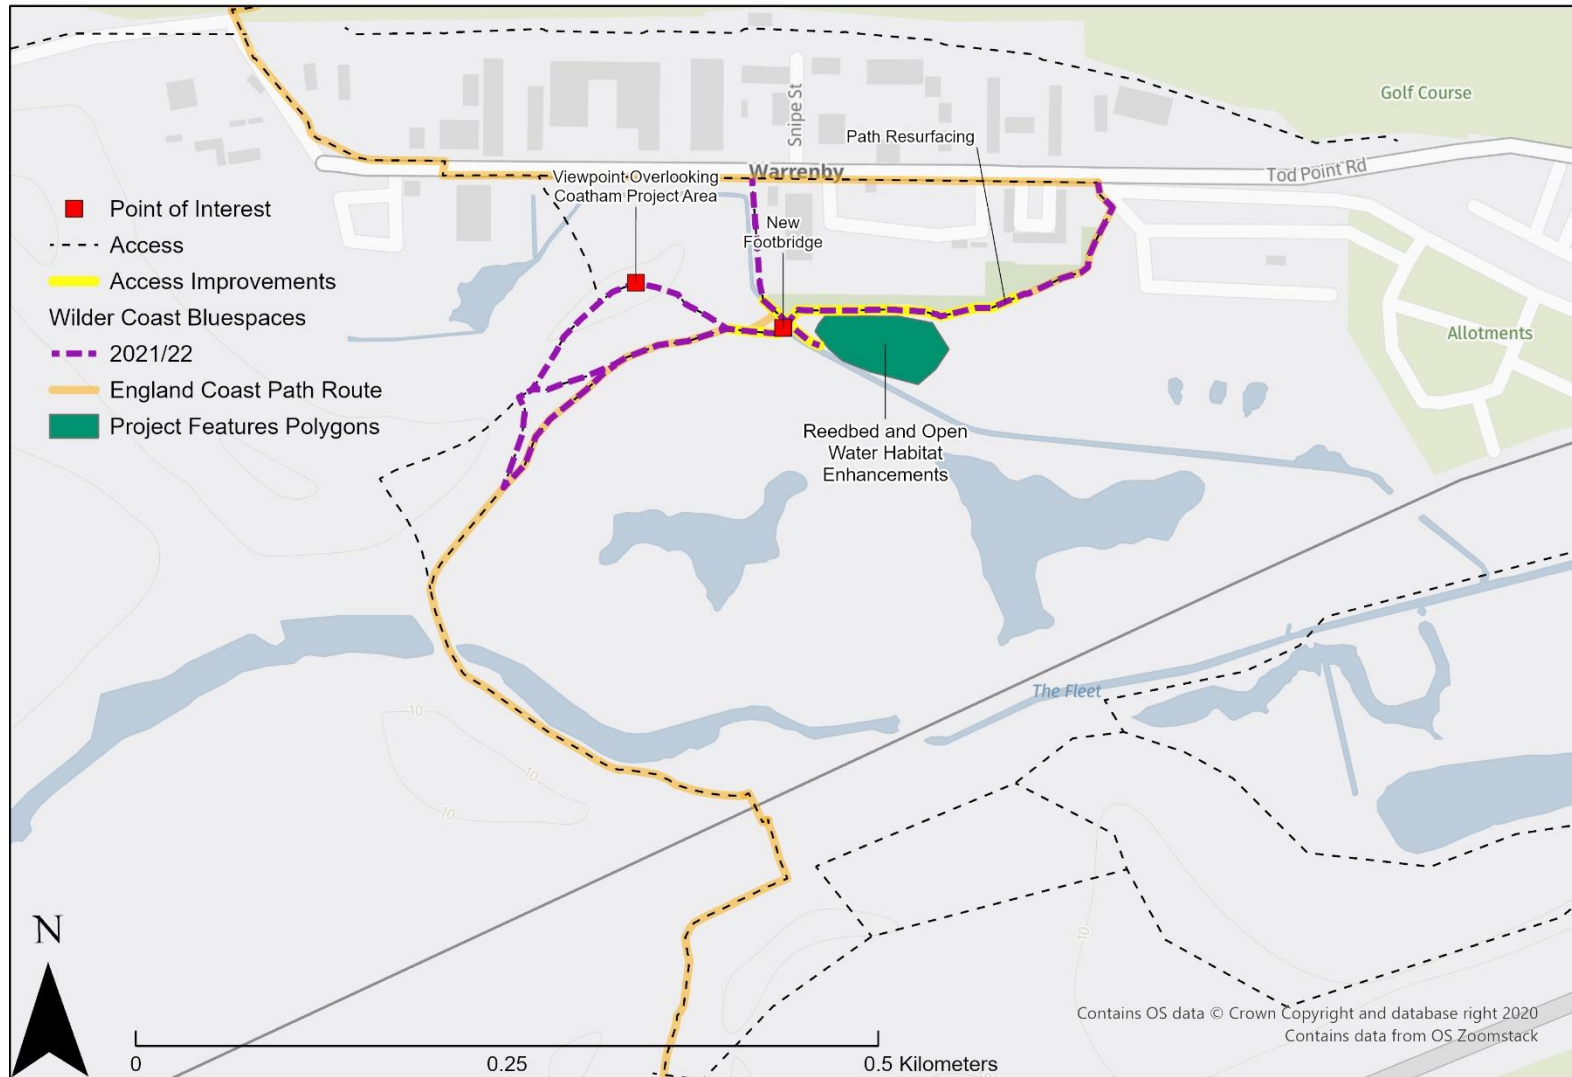 Golf Course
Snipe St
Path Resurfacing
Warrenby
Tod Point Rd
Viewpoint Overlooking
Coatham Project Area
New
Footbridge
Point of Interest
Access
Access Improvements
Wilder Coast Bluespaces
2021/22
England Coast Path Route
Project Features Polygons
Allotments
Reedbed and Open
Water Habitat
Enhancements
The Fleet
10
10
10
10
N
0
0.25
0.5 Kilometers
Contains OS data © Crown Copyright and database right 2020
Contains data from OS Zoomstack